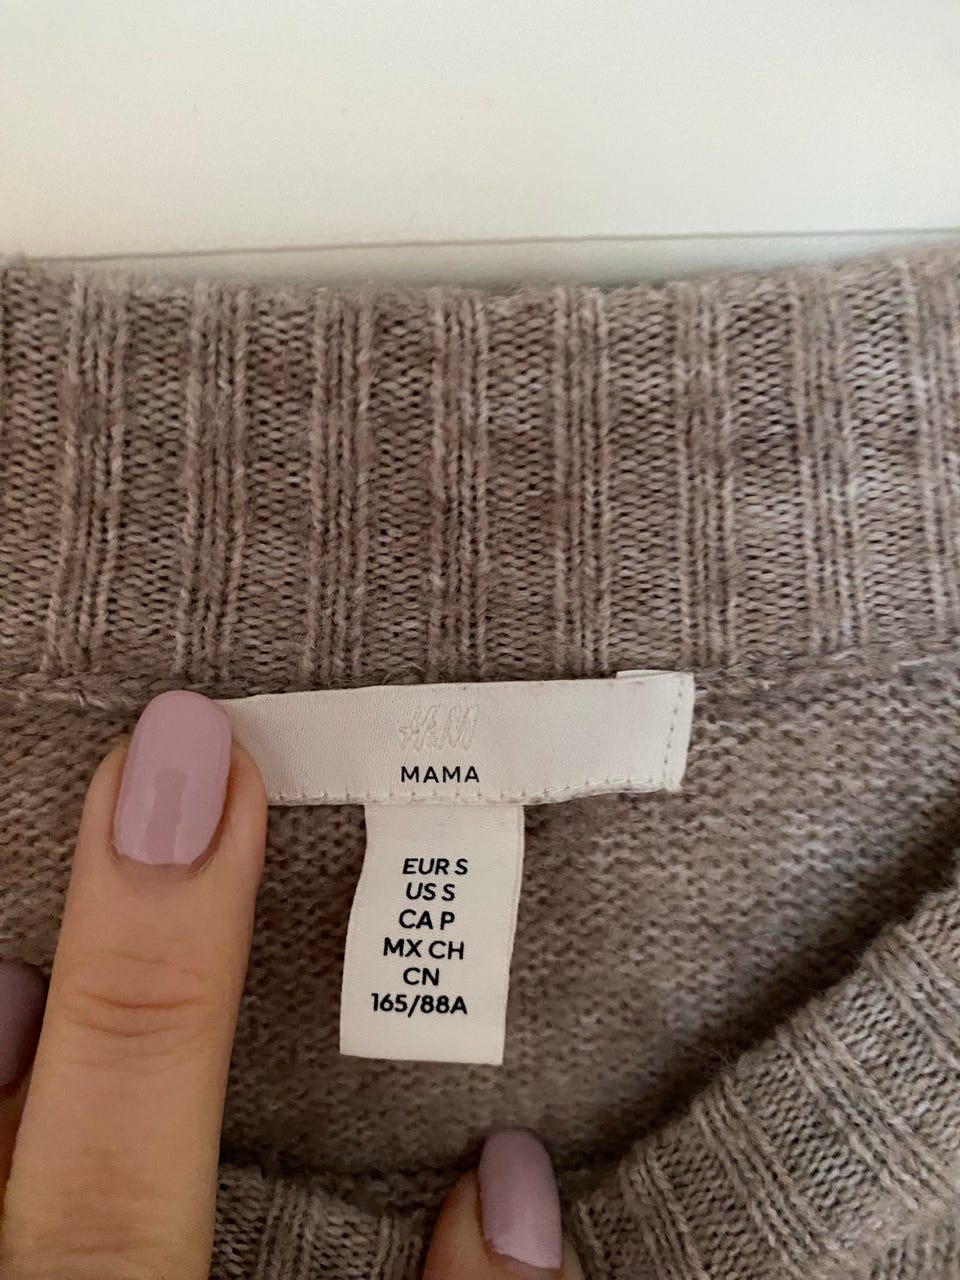 H&M
MAMA
EUR S
US S
CA P
MX CH
CN
165/88A